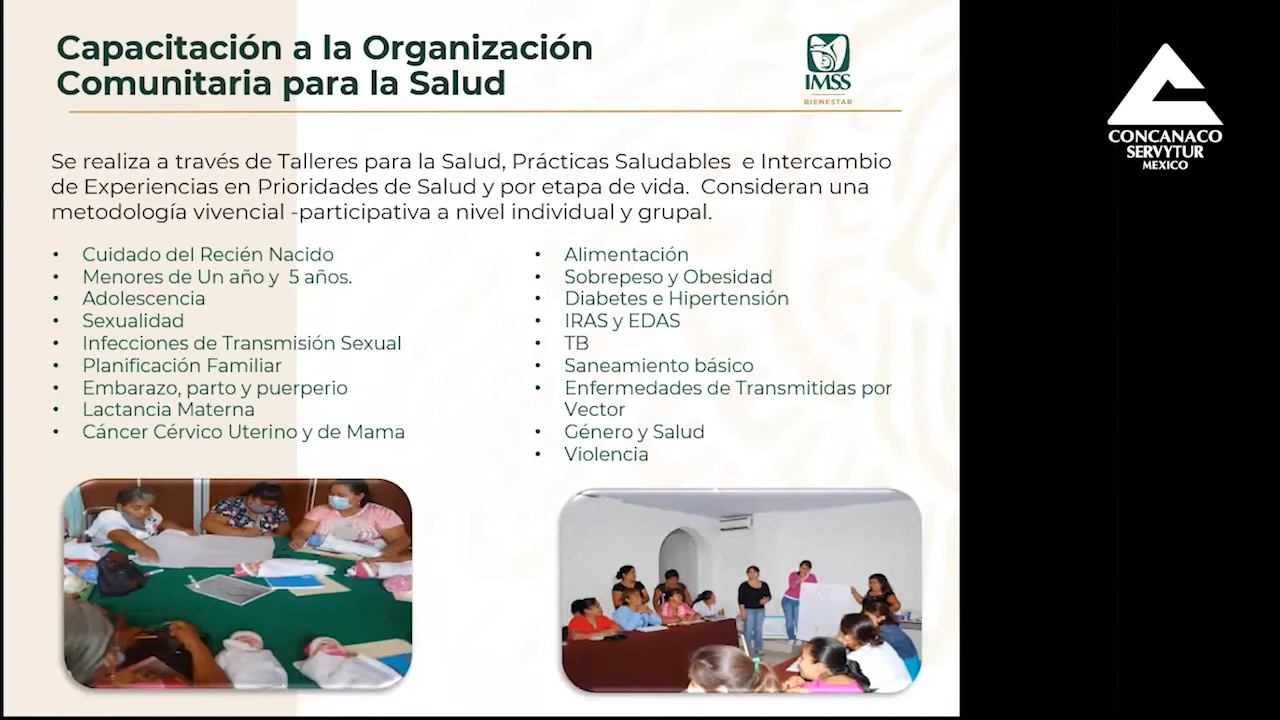 Capacitación a la Organización
Comunitaria para la Salud
IMSS
BIENESTAR
CONCANACO
SERVYTUR
MEXICO
Se realiza a través de Talleres para la Salud, Prácticas Saludables e Intercambio
de Experiencias en Prioridades de Salud y por etapa de vida. Consideran una
metodología vivencial -participativa a nivel individual y grupal.
• Cuidado del Recién Nacido
• Menores de Un año y 5 años.
• Adolescencia
• Sexualidad
• Infecciones de Transmisión Sexual
• Planificación Familiar
• Embarazo, parto y puerperio
• Lactancia Materna
• Cáncer Cérvico Uterino y de Mama
• Alimentación
• Sobrepeso y Obesidad
• Diabetes e Hipertensión
• IRAS y EDAS
• TB
• Saneamiento básico
• Enfermedades de Transmitidas por
Vector
• Género y Salud
• Violencia